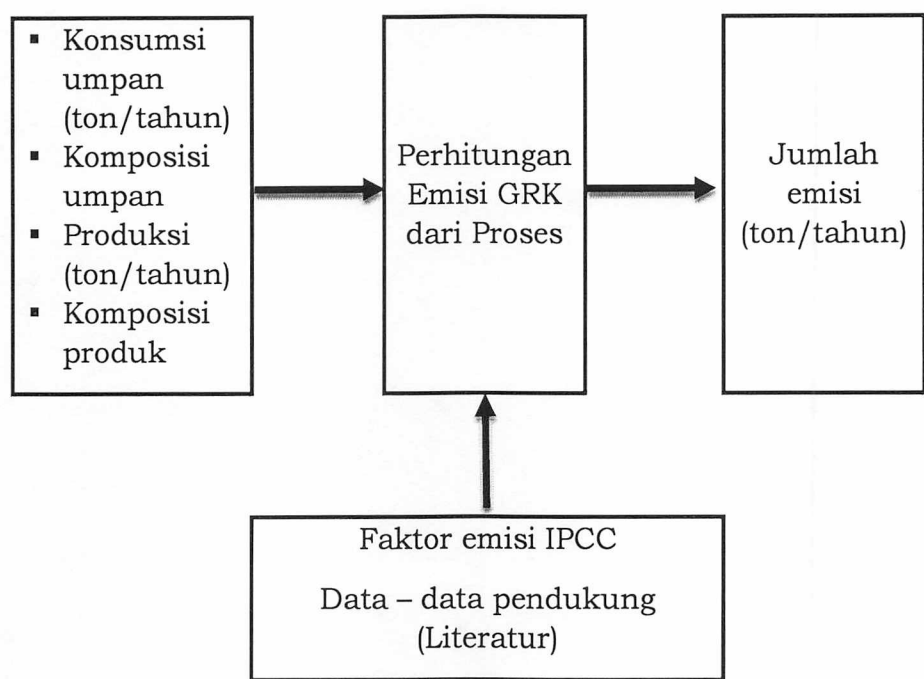 ▪ Konsumsi
umpan
(ton/tahun)
▪ Komposisi
umpan
▪ Produksi
(ton/tahun)
▪ Komposisi
produk
Perhitungan
Emisi GRK
dari Proses
Jumlah
emisi
(ton/tahun)
Faktor emisi IPCC
Data – data pendukung
(Literatur)